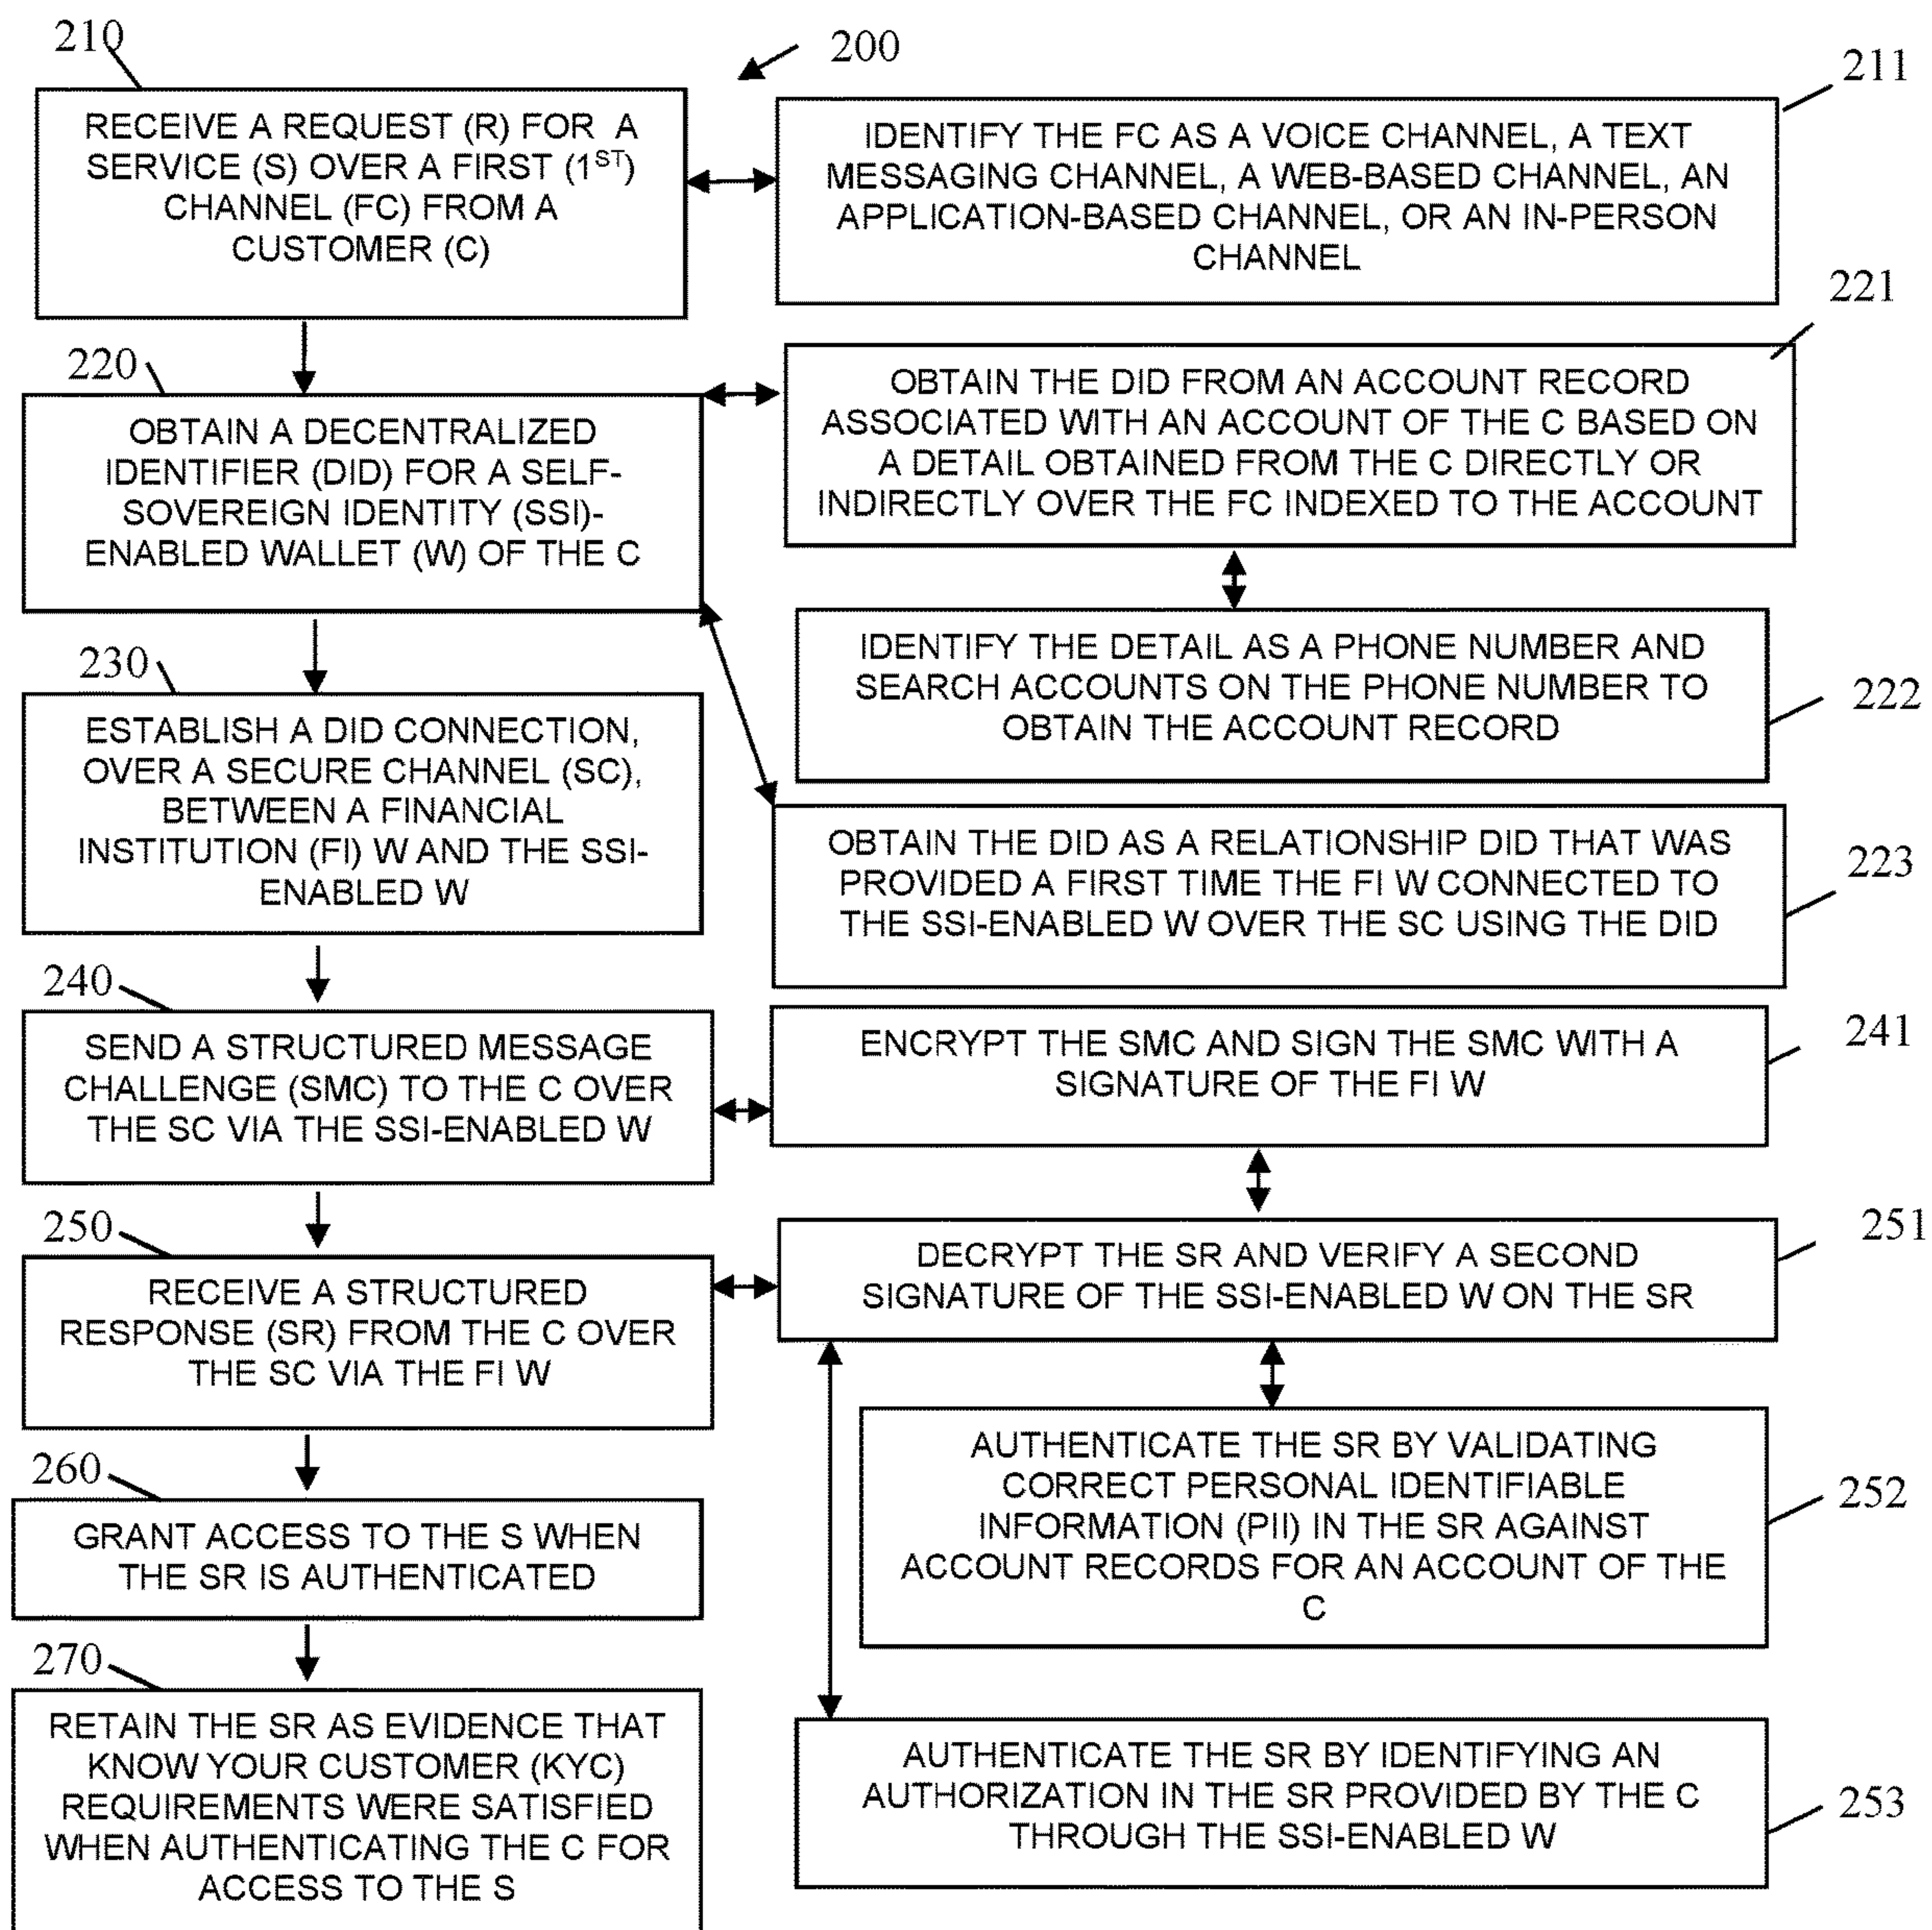 210
200
211
RECEIVE A REQUEST (R) FOR A
SERVICE (S) OVER A FIRST (1ST)
CHANNEL (FC) FROM A
CUSTOMER (C)
IDENTIFY THE FC AS A VOICE CHANNEL, A TEXT
MESSAGING CHANNEL, A WEB-BASED CHANNEL, AN
APPLICATION-BASED CHANNEL, OR AN IN-PERSON
CHANNEL
220
221
OBTAIN A DECENTRALIZED
IDENTIFIER (DID) FOR A SELF-
SOVEREIGN IDENTITY (SSI)-
ENABLED WALLET (W) OF THE C
OBTAIN THE DID FROM AN ACCOUNT RECORD
ASSOCIATED WITH AN ACCOUNT OF THE C BASED ON
A DETAIL OBTAINED FROM THE C DIRECTLY OR
INDIRECTLY OVER THE FC INDEXED TO THE ACCOUNT
IDENTIFY THE DETAIL AS A PHONE NUMBER AND
SEARCH ACCOUNTS ON THE PHONE NUMBER TO
OBTAIN THE ACCOUNT RECORD
222
230
ESTABLISH A DID CONNECTION,
OVER A SECURE CHANNEL (SC),
BETWEEN A FINANCIAL
INSTITUTION (FI) W AND THE SSI-
ENABLED W
OBTAIN THE DID AS A RELATIONSHIP DID THAT WAS
PROVIDED A FIRST TIME THE FI W CONNECTED TO
THE SSI-ENABLED W OVER THE SC USING THE DID
223
240
SEND A STRUCTURED MESSAGE
CHALLENGE (SMC) TO THE C OVER
THE SC VIA THE SSI-ENABLED W
ENCRYPT THE SMC AND SIGN THE SMC WITH A
SIGNATURE OF THE FI W
241
250
RECEIVE A STRUCTURED
RESPONSE (SR) FROM THE C OVER
THE SC VIA THE FI W
DECRYPT THE SR AND VERIFY A SECOND
SIGNATURE OF THE SSI-ENABLED W ON THE SR
251
260
GRANT ACCESS TO THE S WHEN
THE SR IS AUTHENTICATED
AUTHENTICATE THE SR BY VALIDATING
CORRECT PERSONAL IDENTIFIABLE
INFORMATION (PII) IN THE SR AGAINST
ACCOUNT RECORDS FOR AN ACCOUNT OF THE
C
252
270
RETAIN THE SR AS EVIDENCE THAT
KNOW YOUR CUSTOMER (KYC)
REQUIREMENTS WERE SATISFIED
WHEN AUTHENTICATING THE C FOR
ACCESS TO THE S
AUTHENTICATE THE SR BY IDENTIFYING AN
AUTHORIZATION IN THE SR PROVIDED BY THE C
THROUGH THE SSI-ENABLED W
253